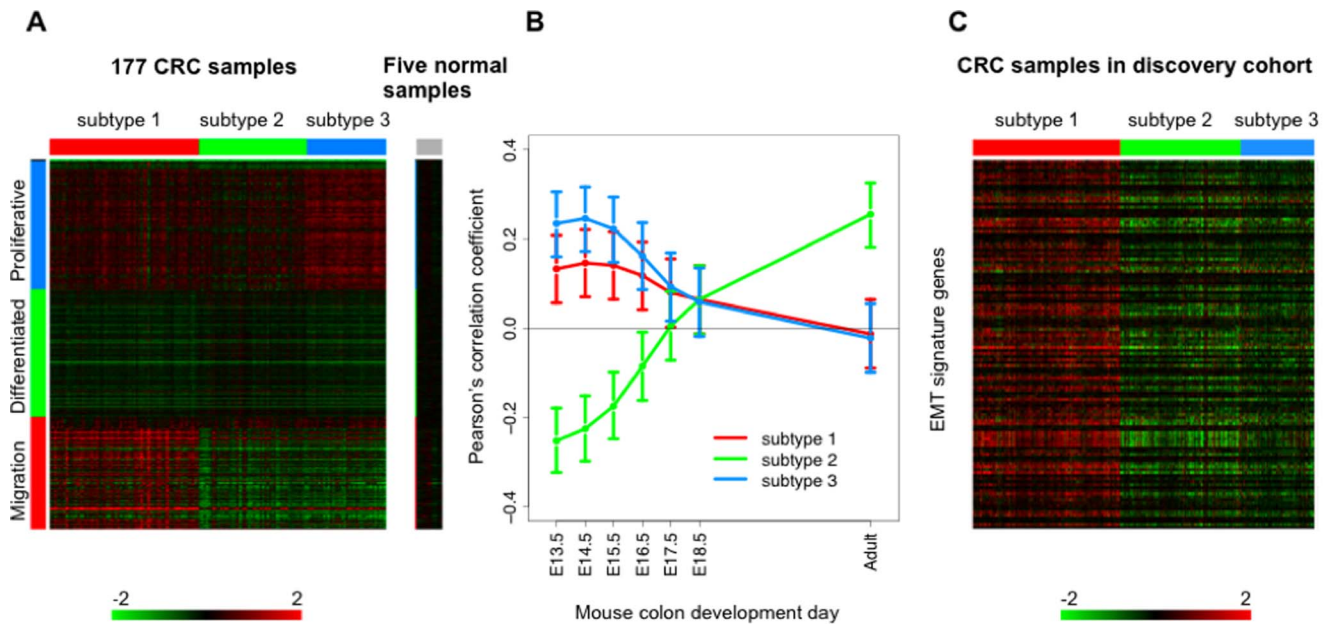 A
177 CRC samples
Five normal
samples
subtype 1
subtype 2
subtype 3
Proliferative
Differentiated
Migration
-2
2
B
Pearson's correlation coefficient
0.4
0.2
0.0
-0.2
-0.4
subtype 1
subtype 2
subtype 3
E13.5
E14.5
E15.5
E16.5
E17.5
E18.5
Adult
Mouse colon development day
C
CRC samples in discovery cohort
subtype 1
subtype 2
subtype 3
EMT signature genes
-2
2